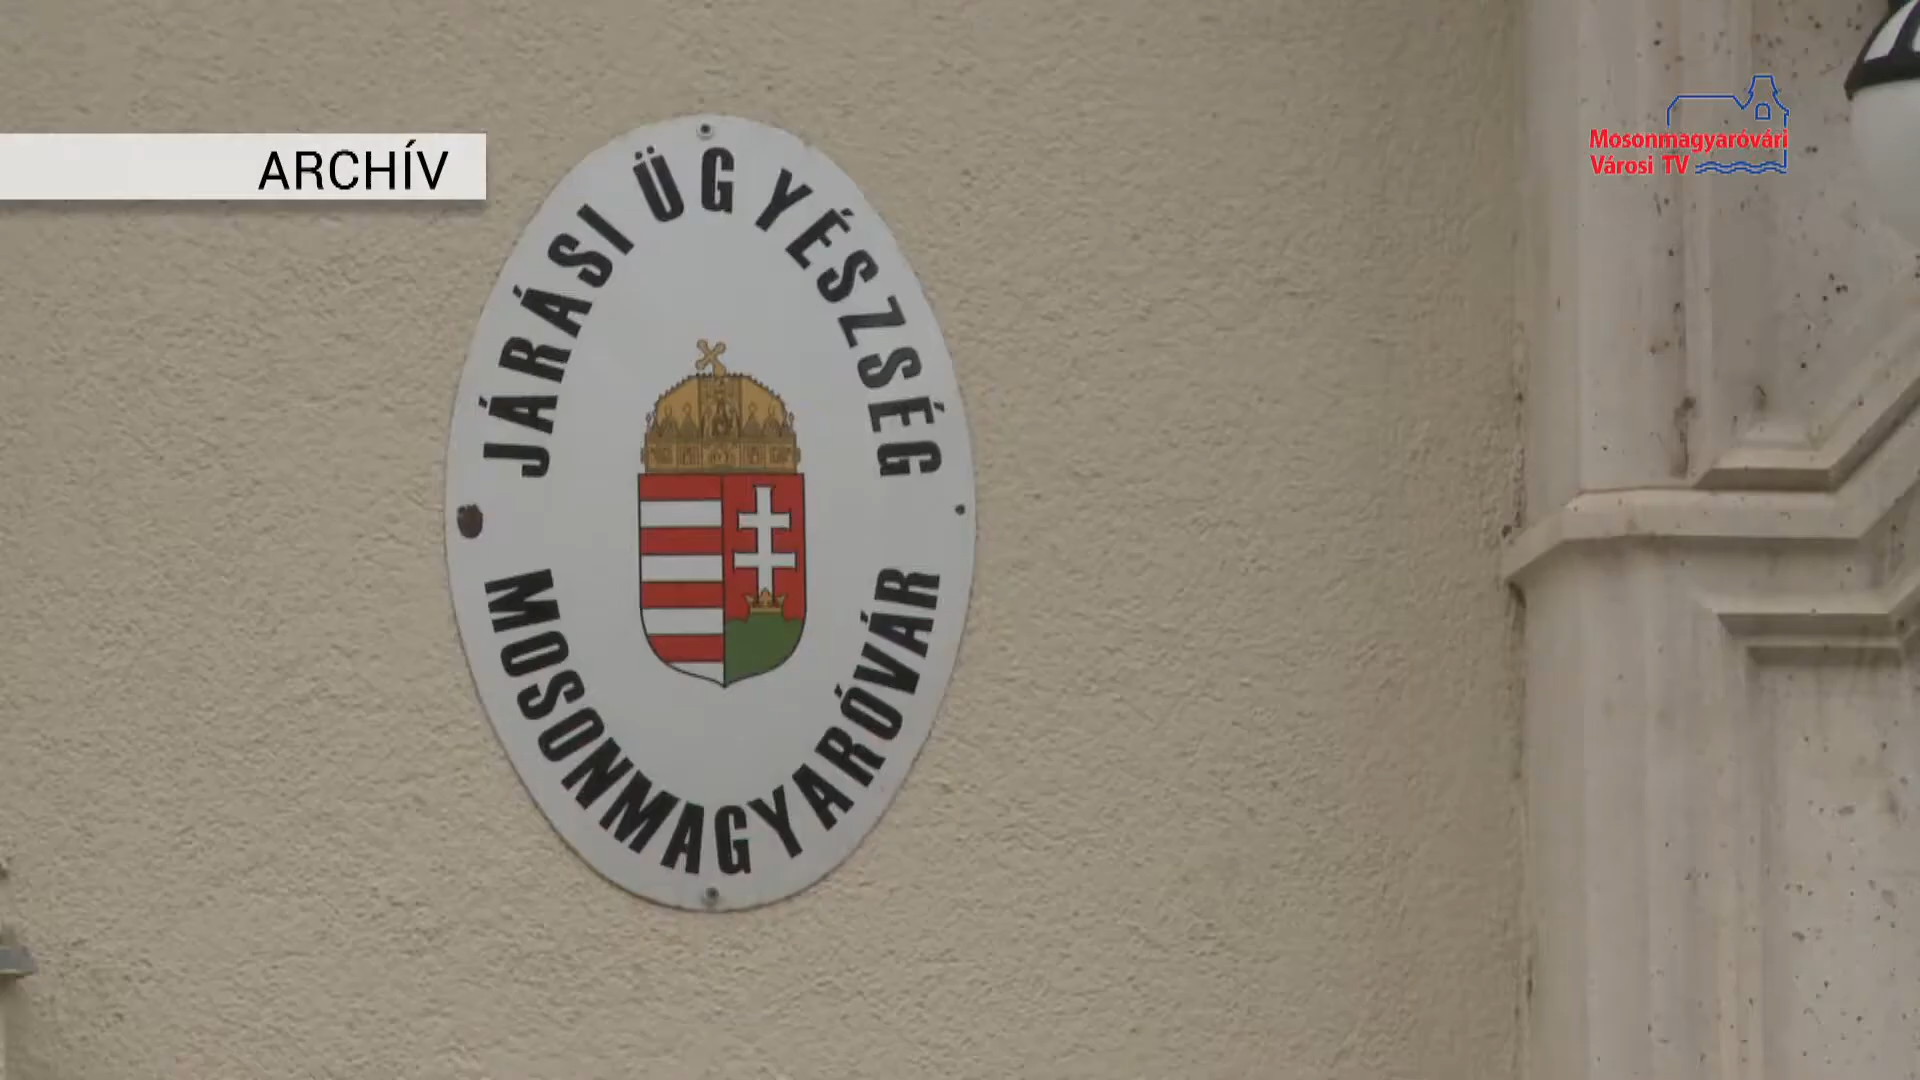 ARCHÍV
JÁRÁSI ÜGYÉSZSÉG
MOSONMAGYARÓVÁR
Mosonmagyaróvári
Városi TV